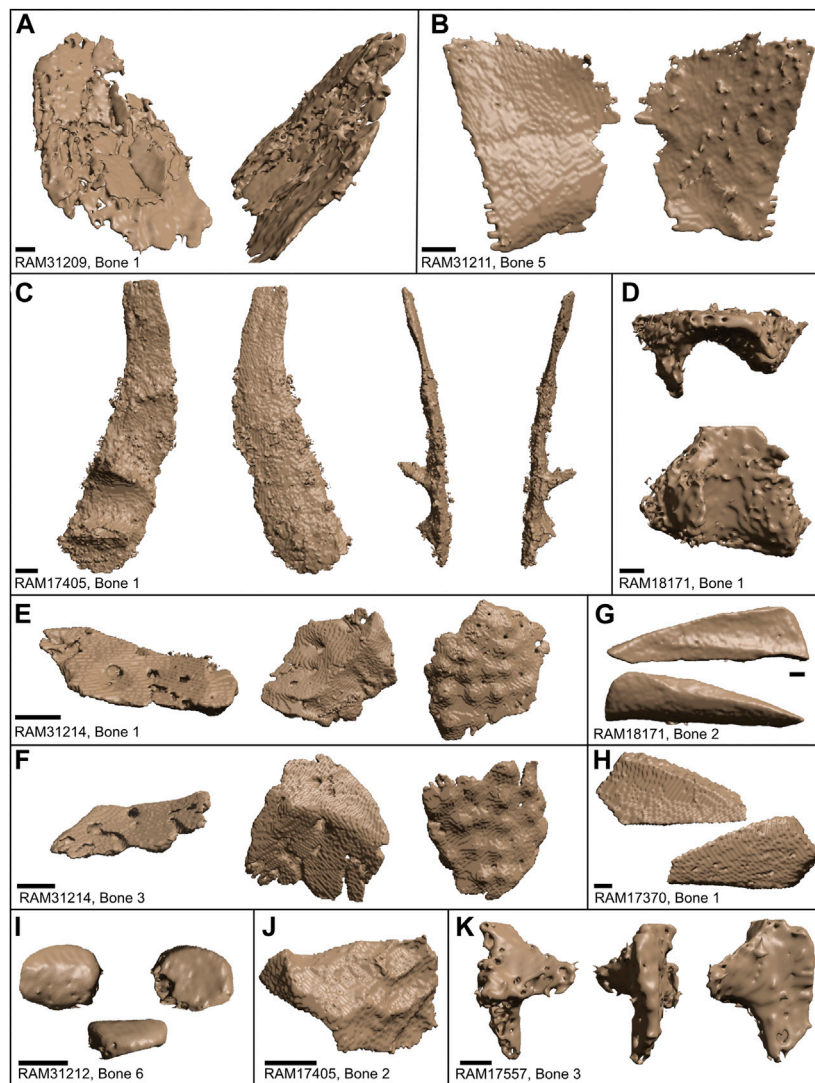 A
RAM31209, Bone 1
B
RAM31211, Bone 5
C
RAM17405, Bone 1
D
RAM18171, Bone 1
E
RAM31214, Bone 1
F
RAM31214, Bone 3
G
RAM18171, Bone 2
H
RAM17370, Bone 1
I
RAM31212, Bone 6
J
RAM17405, Bone 2
K
RAM17557, Bone 3